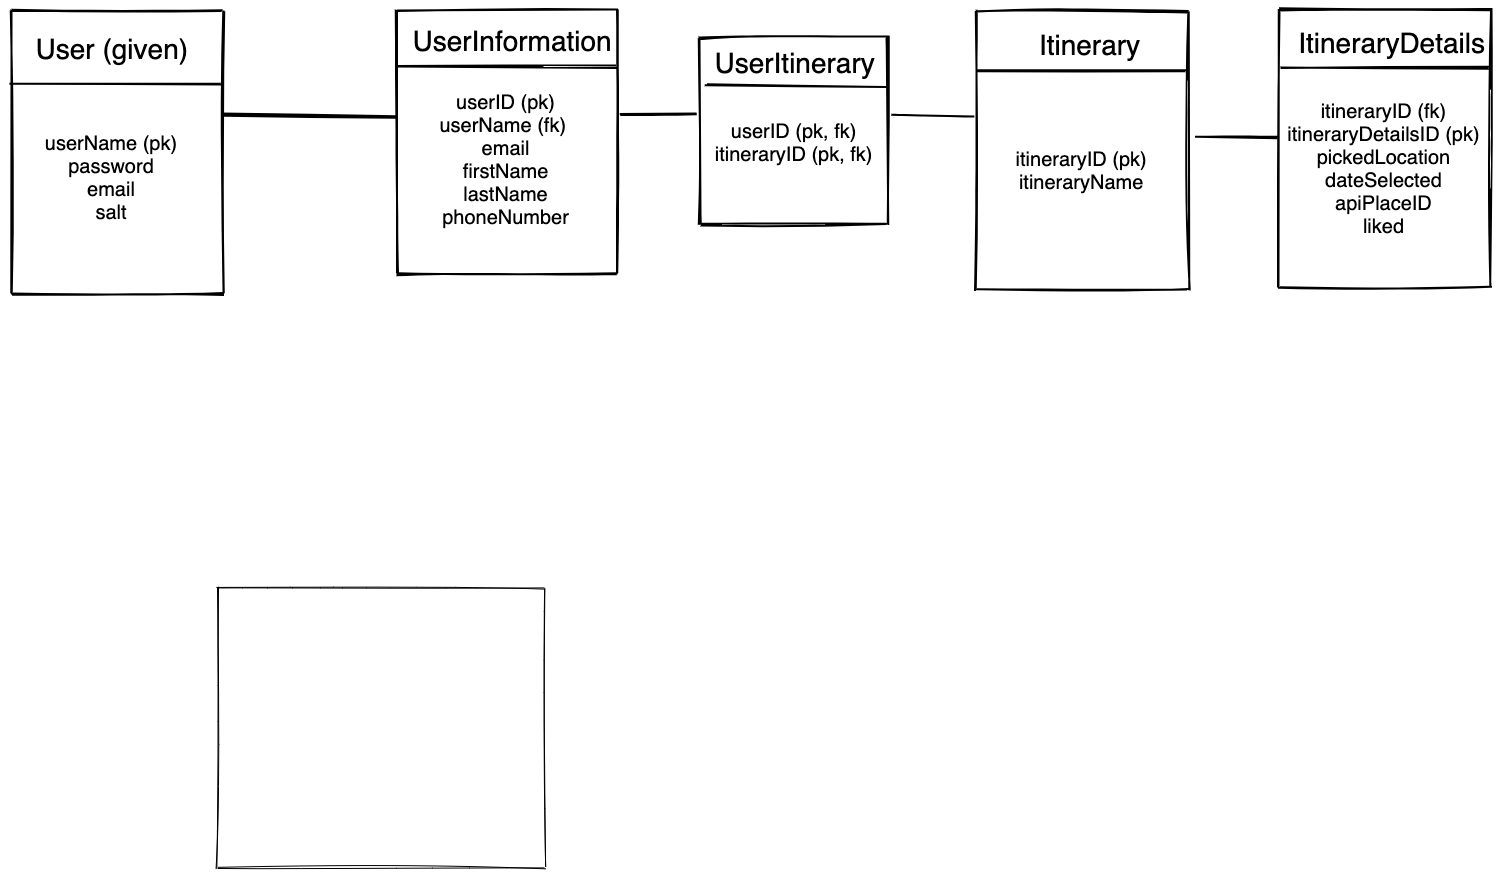 User (given)
userName (pk)
password
email
salt
UserInformation
userID (pk)
userName (fk)
email
firstName
lastName
phoneNumber
UserItinerary
userID (pk, fk)
itineraryID (pk, fk)
Itinerary
itineraryID (pk)
itineraryName
ItineraryDetails
itineraryID (fk)
itineraryDetailsID (pk)
pickedLocation
dateSelected
apiPlaceID
liked